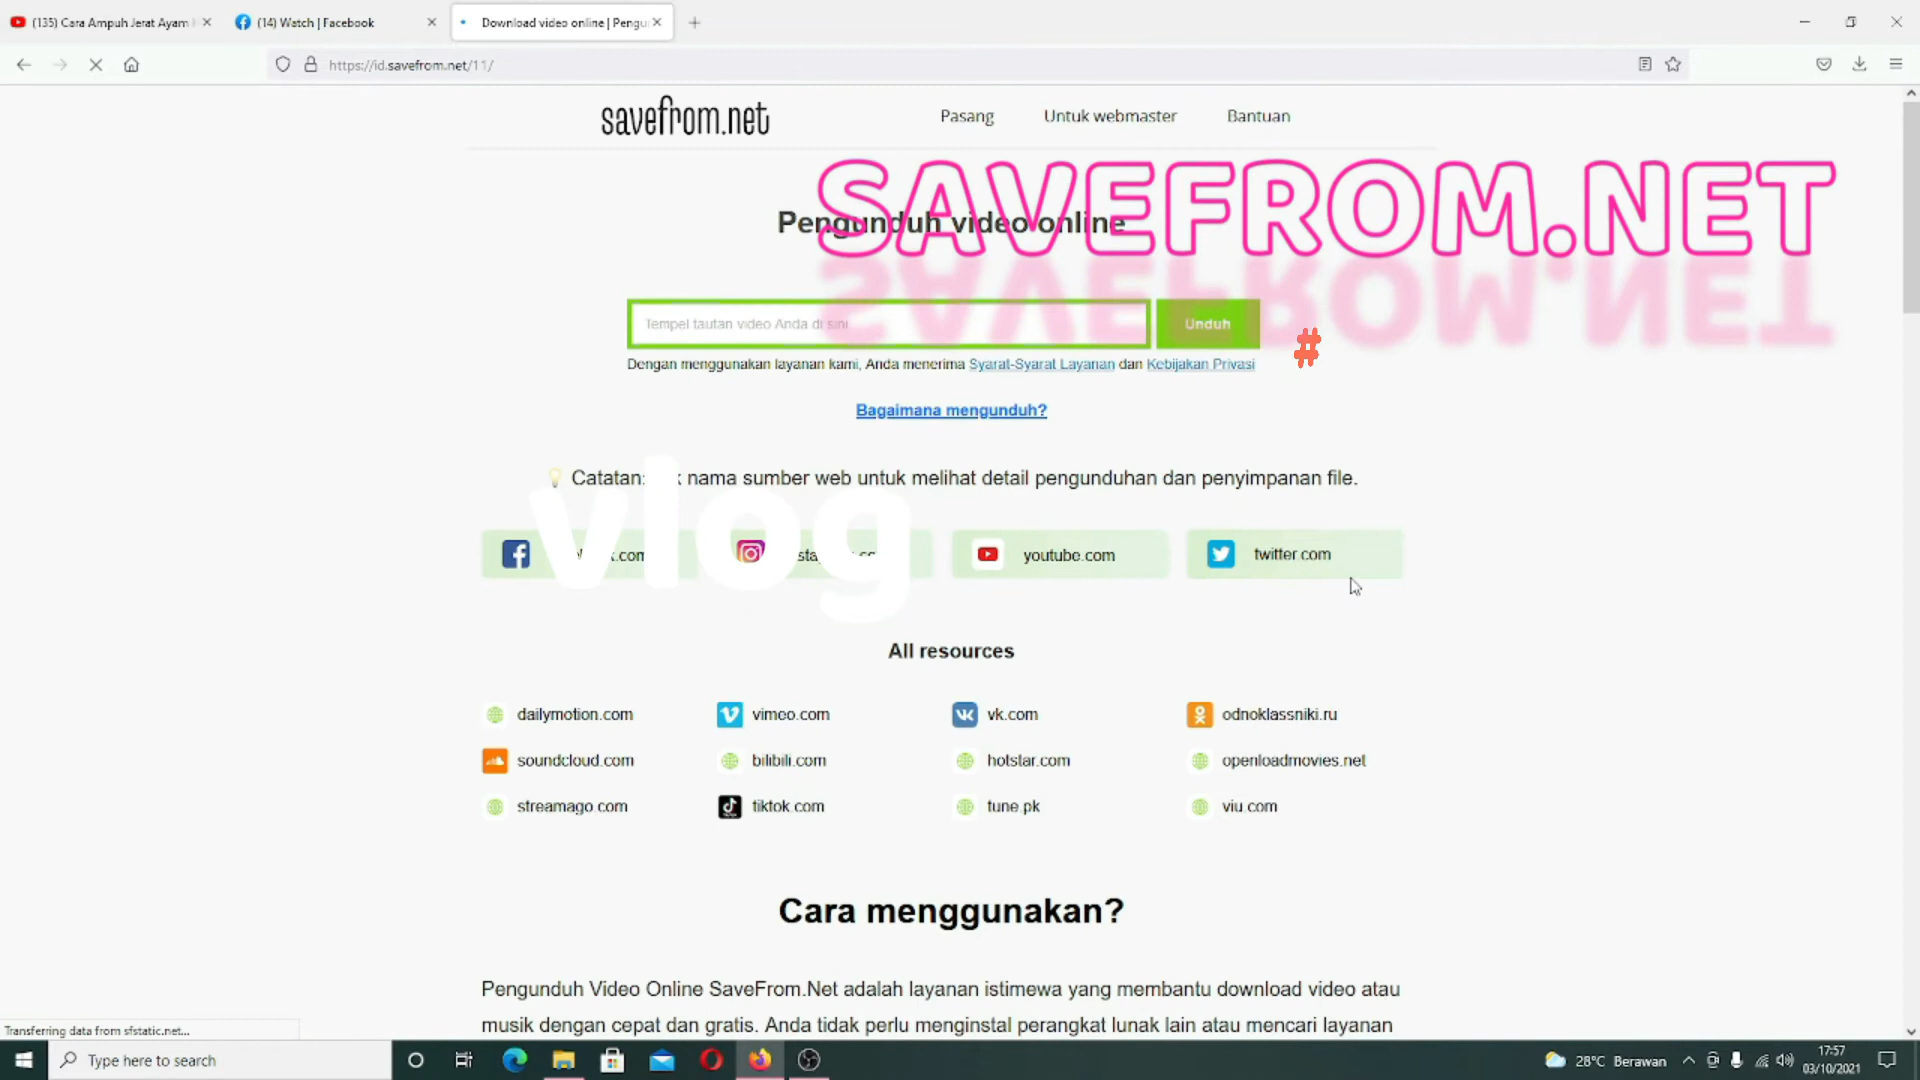 (135) Cara Ampuh Jerat Ayam
(14) Watch | Facebook
Download video online | Pengu
https://id.savefrom.net/11/
savefrom.net
Pasang
Untuk webmaster
Bantuan
SAVEFROM.NET
Pengunduh video online
SAVEFROM.NET
Tempel tautan video Anda di sini
Unduh
#
Dengan menggunakan layanan kami, Anda menerima Syarat-Syarat Layanan dan Kebijakan Privasi
Bagaimana mengunduh?
Catatan: k nama sumber web untuk melihat detail pengunduhan dan penyimpanan file.
vlog
youtube.com
twitter.com
All resources
dailymotion.com
vimeo.com
vk.com
odnoklassniki.ru
soundcloud.com
bilibili.com
hotstar.com
openloadmovies.net
streamago.com
tiktok.com
tune.pk
viu.com
Cara menggunakan?
Pengunduh Video Online SaveFrom.Net adalah layanan istimewa yang membantu download video atau
musik dengan cepat dan gratis. Anda tidak perlu menginstal perangkat lunak lain atau mencari layanan
Transferring data from sfstatic.net...
Type here to search
28°C Berawan
17:57
03/10/2021